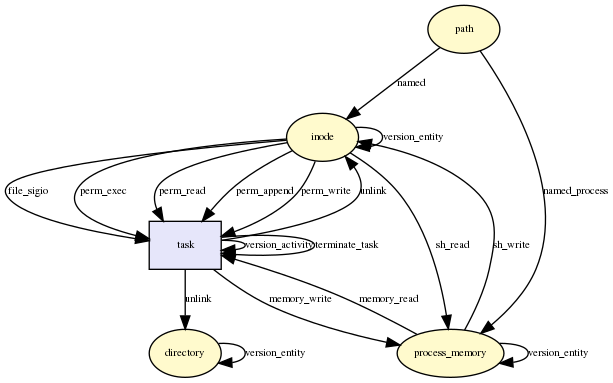 path
named
inode
version_entity
file_sigio
perm_exec
perm_read
perm_append
perm_write
unlink
named_process
task
version_activity
terminate_task
sh_read
sh_write
unlink
memory_write
memory_read
directory
version_entity
process_memory
version_entity